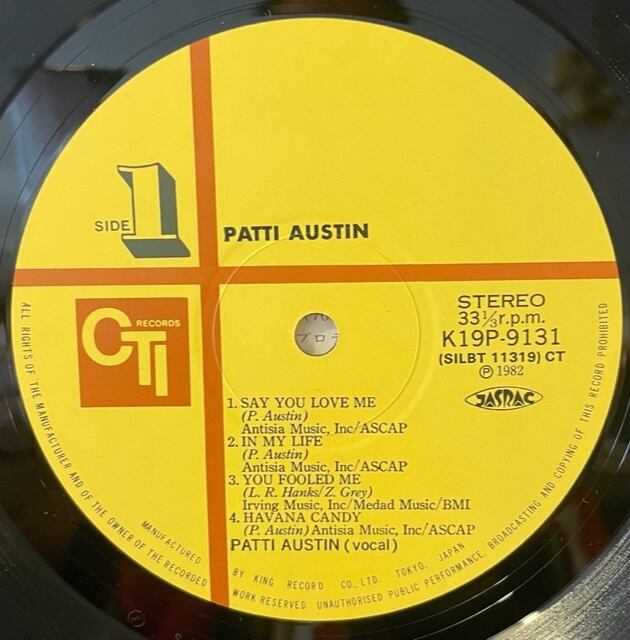 SIDE 1
PATTI AUSTIN
CTI RECORDS
STEREO
33⅓r.p.m.
K19P-9131
(SILBT 11319) CT
Ⓟ 1982
JASRAC
1. SAY YOU LOVE ME
(P. Austin)
Antisia Music, Inc/ASCAP
2. IN MY LIFE
(P. Austin)
Antisia Music, Inc/ASCAP
3. YOU FOOLED ME
(L. R. Hanks/Z. Grey)
Irving Music, Inc/Medad Music/BMI
4. HAVANA CANDY
(P. Austin) Antisia Music, Inc/ASCAP
PATTI AUSTIN (vocal)
ALL RIGHTS OF THE MANUFACTURER AND OF THE OWNER OF THE RECORDED WORK RESERVED. UNAUTHORISED PUBLIC PERFORMANCE, BROADCASTING AND COPYING OF THIS RECORD PROHIBITED
MANUFACTURED BY KING RECORD CO., LTD. TOKYO, JAPAN